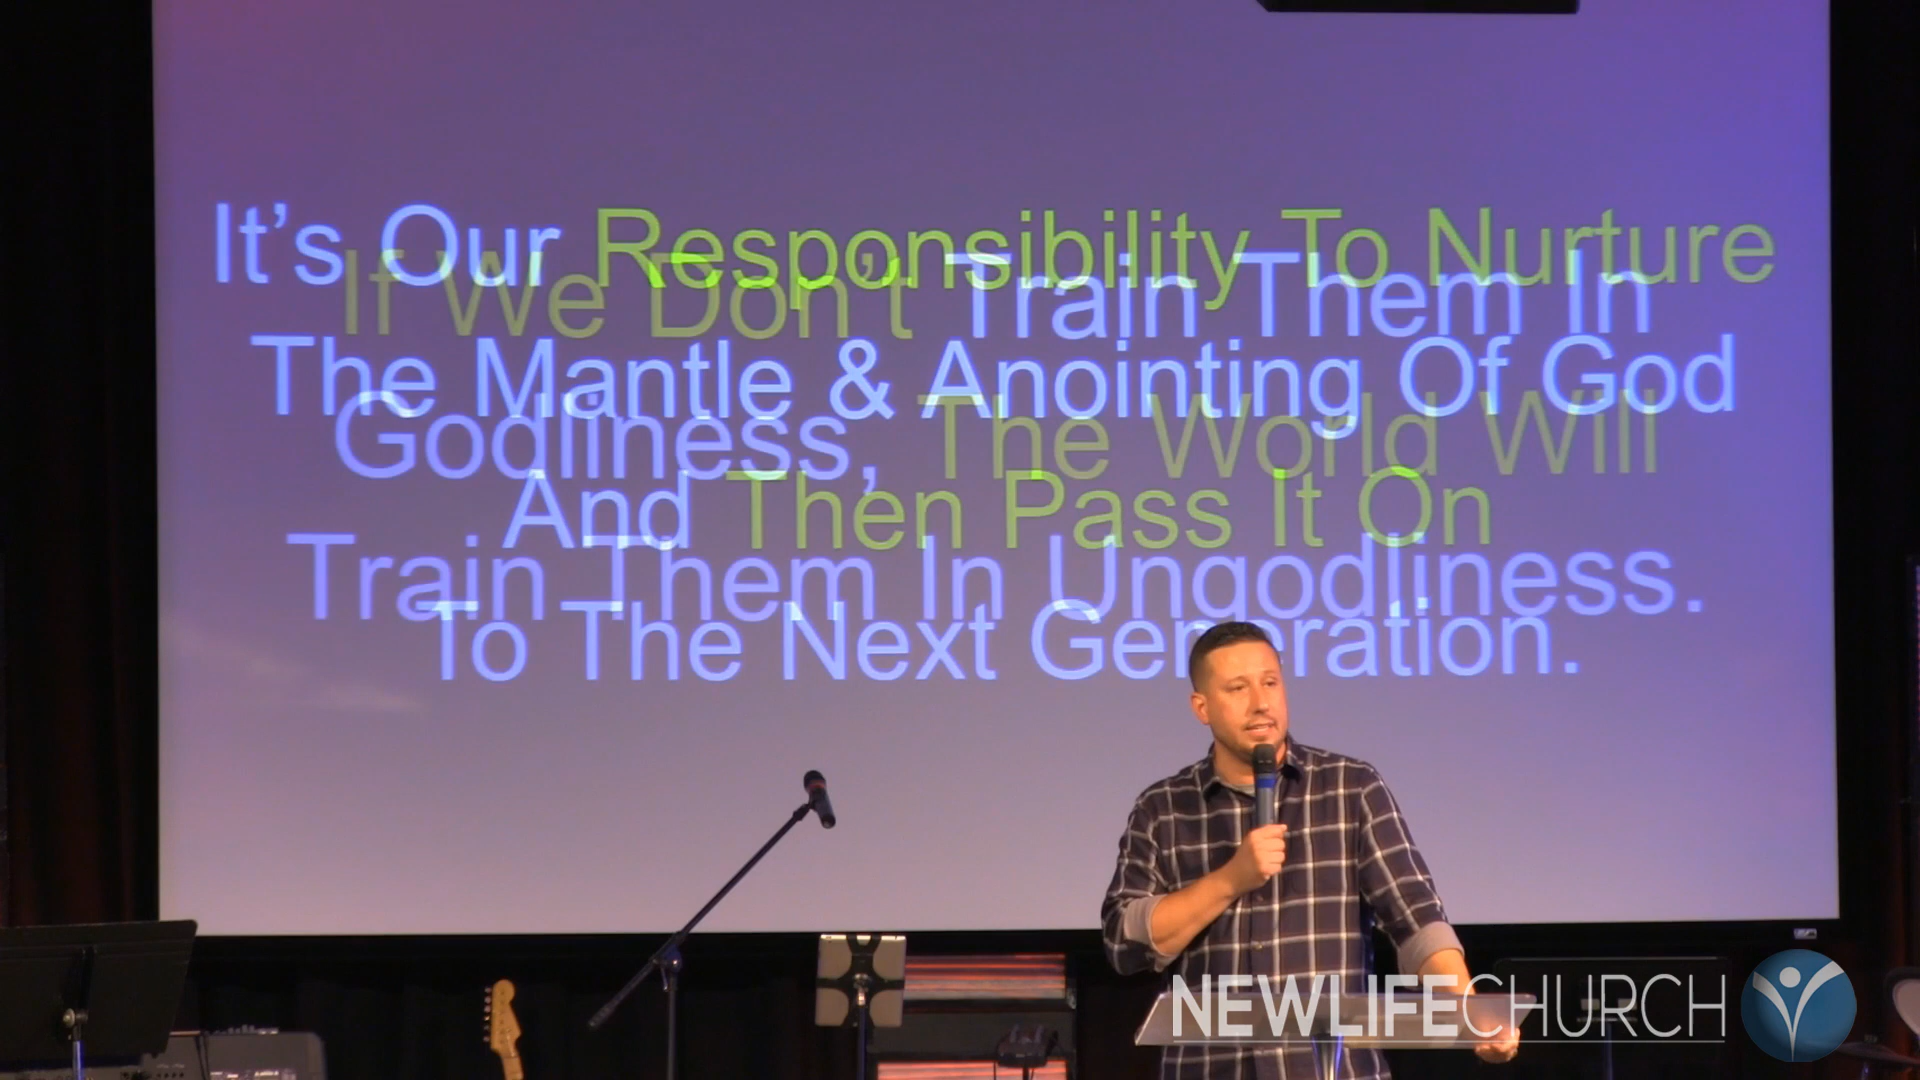 It's Our Responsibility To Nurture
The Mantle & Anointing Of God
And Then Pass It On
To The Next Generation.
If We Don't Train Them In
Godliness, The World Will
Train Them In Ungodliness.
NEWLIFECHURCH